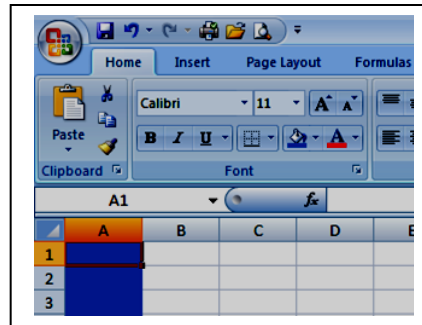 Home Insert Page Layout Formulas
Calibri 11 A A
Paste B I U A
Clipboard Font
A1 fx
A B C D E
1
2
3